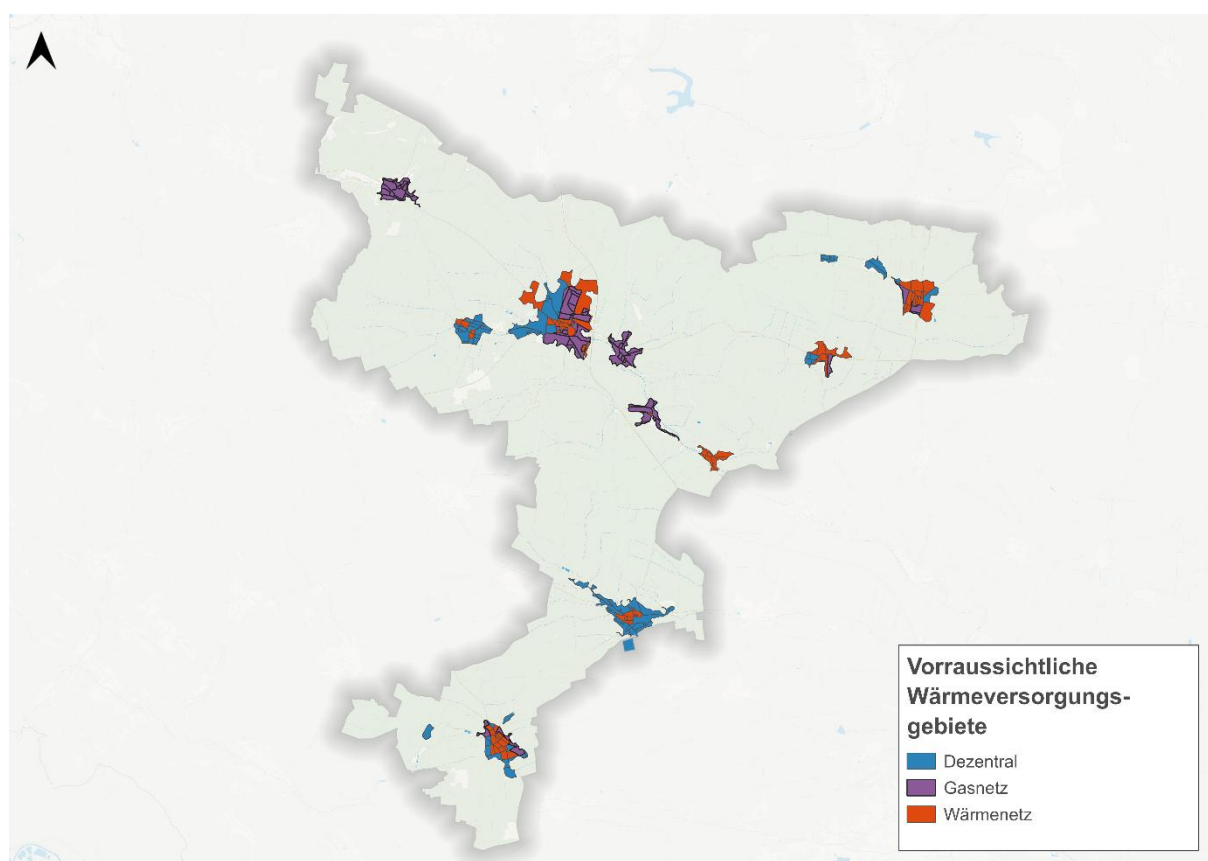 Vorraussichtliche
Wärmeversorgungs-
gebiete
Dezentral
Gasnetz
Wärmenetz